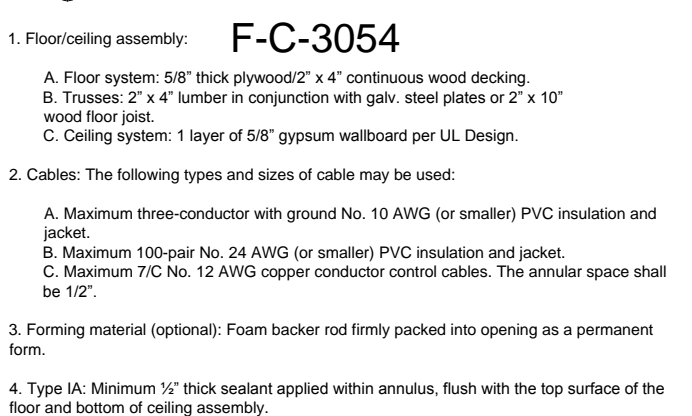 1. Floor/ceiling assembly: F-C-3054
A. Floor system: 5/8” thick plywood/2” x 4” continuous wood decking.
B. Trusses: 2” x 4” lumber in conjunction with galv. steel plates or 2” x 10”
wood floor joist.
C. Ceiling system: 1 layer of 5/8” gypsum wallboard per UL Design.
2. Cables: The following types and sizes of cable may be used:
A. Maximum three-conductor with ground No. 10 AWG (or smaller) PVC insulation and
jacket.
B. Maximum 100-pair No. 24 AWG (or smaller) PVC insulation and jacket.
C. Maximum 7/C No. 12 AWG copper conductor control cables. The annular space shall
be 1/2”.
3. Forming material (optional): Foam backer rod firmly packed into opening as a permanent
form.
4. Type IA: Minimum ½” thick sealant applied within annulus, flush with the top surface of the
floor and bottom of ceiling assembly.